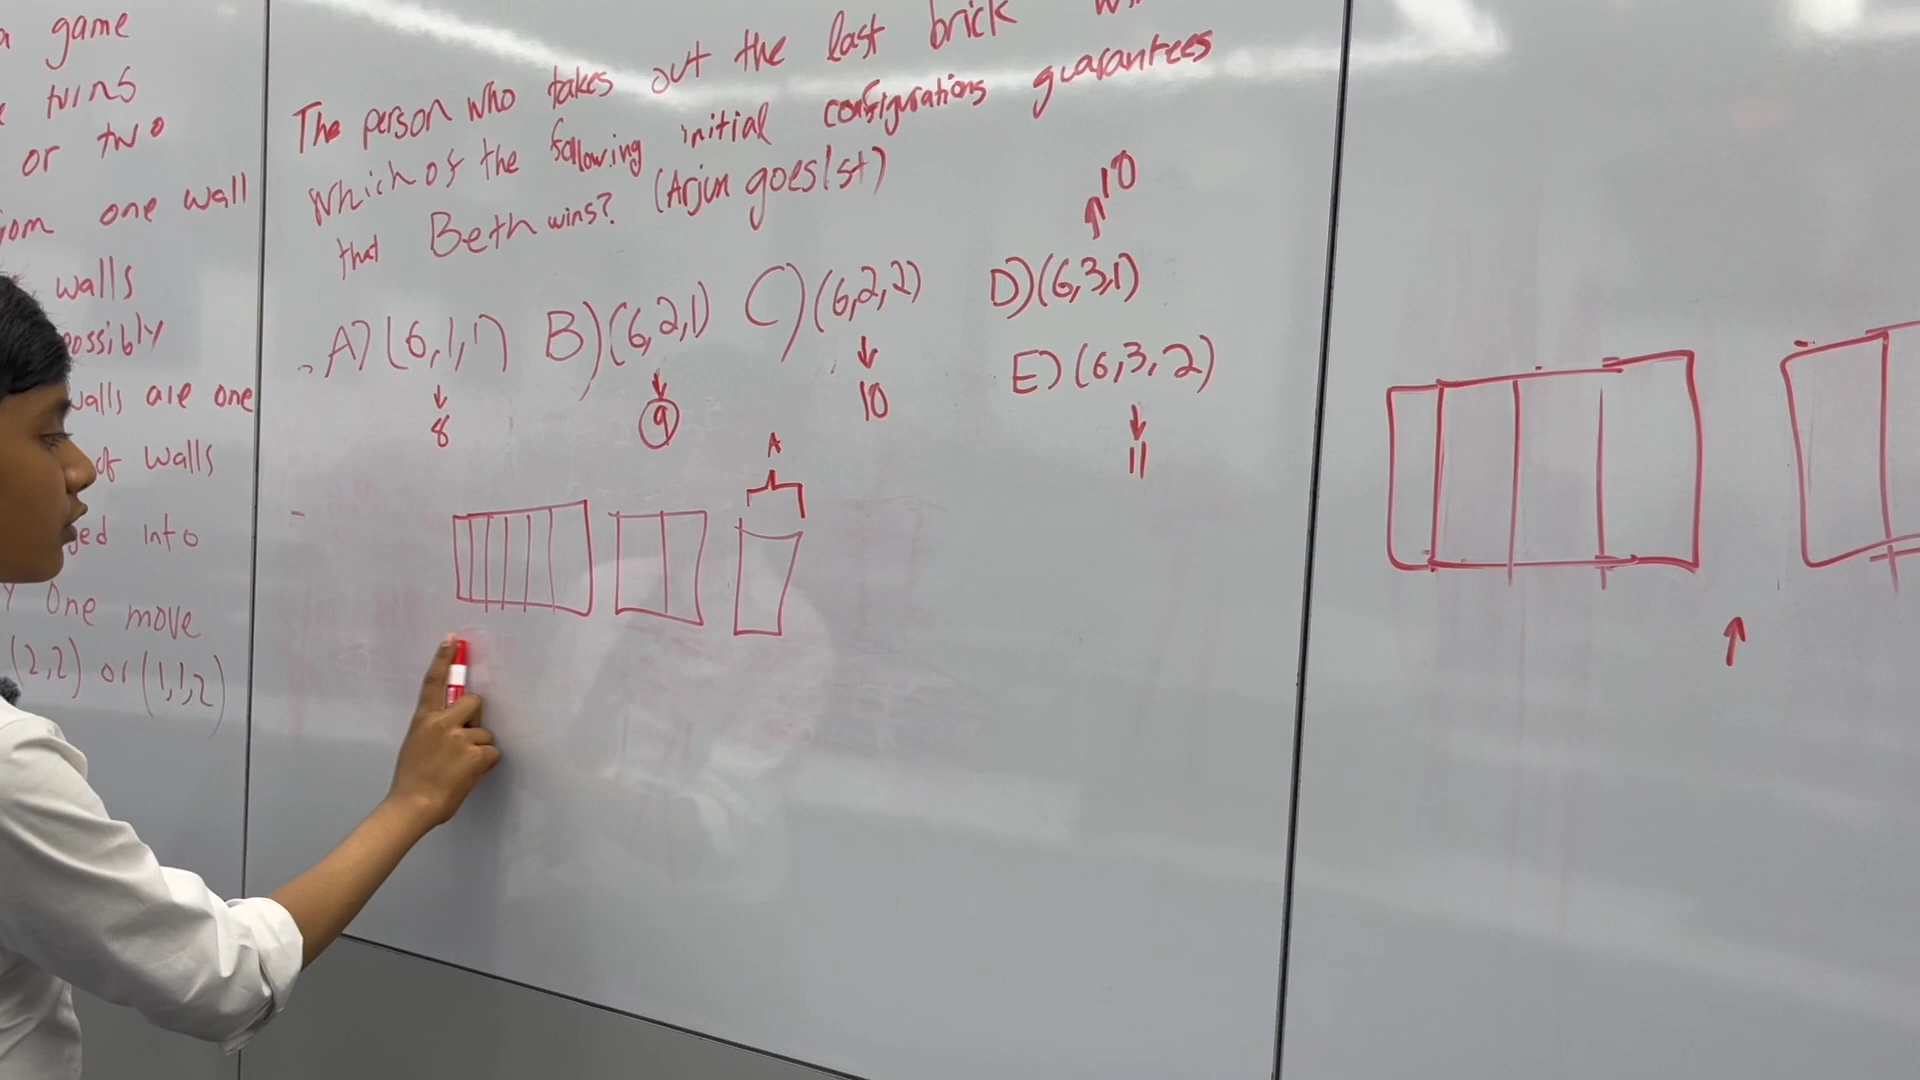 game
wins
or two
one wall
walls
possibly
walls are one
of walls
into
One move
(2,2) or (1,1,2)
The person who takes out the last brick
Which of the following initial configurations guarantees
that Beth wins? (Arjun goes 1st)
A) (6,1,1) B) (6,2,1) C) (6,2,2) D) (6,3,1)
10
E) (6,3,2)
8
9
10
11
A